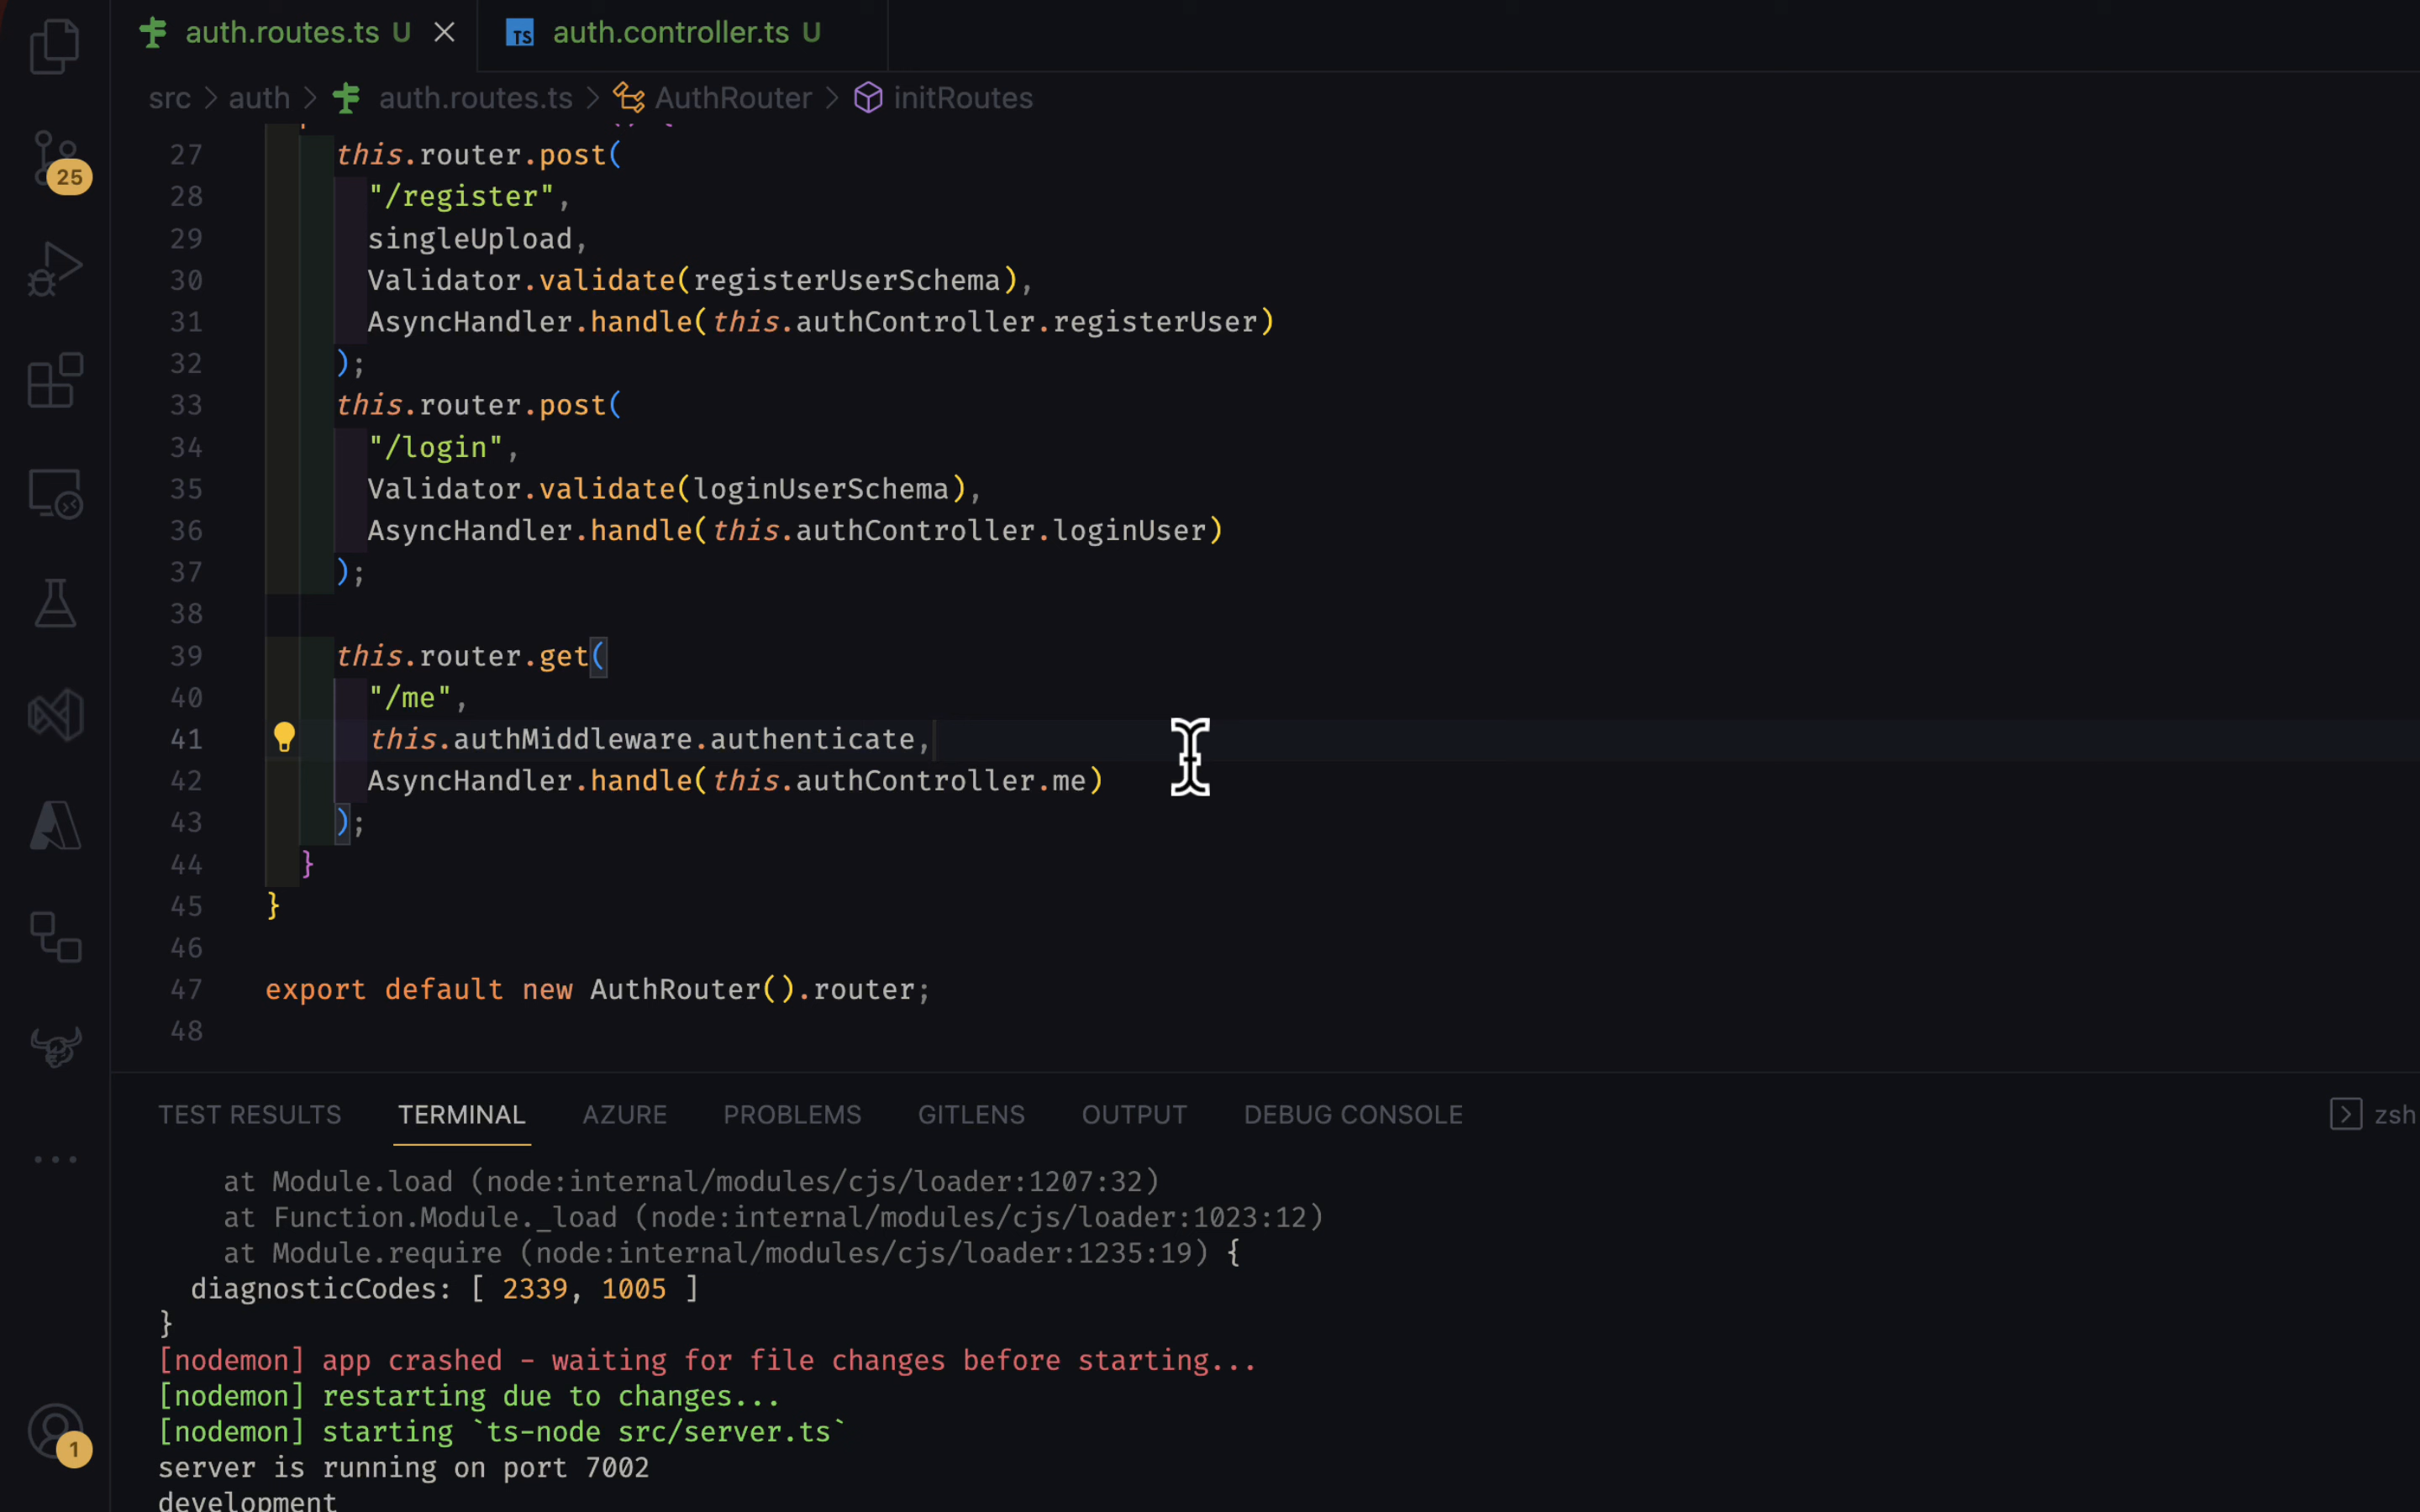 auth.routes.ts U
TS auth.controller.ts U
src > auth > auth.routes.ts > AuthRouter > initRoutes
25
27 this.router.post(
28 "/register",
29 singleUpload,
30 Validator.validate(registerUserSchema),
31 AsyncHandler.handle(this.authController.registerUser)
32 );
33 this.router.post(
34 "/login",
35 Validator.validate(loginUserSchema),
36 AsyncHandler.handle(this.authController.loginUser)
37 );
38
39 this.router.get(
40 "/me",
41 this.authMiddleware.authenticate,
42 AsyncHandler.handle(this.authController.me)
43 );
44 }
45 }
46
47 export default new AuthRouter().router;
48
TEST RESULTS TERMINAL AZURE PROBLEMS GITLENS OUTPUT DEBUG CONSOLE zsh
at Module.load (node:internal/modules/cjs/loader:1207:32)
at Function.Module._load (node:internal/modules/cjs/loader:1023:12)
at Module.require (node:internal/modules/cjs/loader:1235:19) {
diagnosticCodes: [ 2339, 1005 ]
}
[nodemon] app crashed - waiting for file changes before starting...
[nodemon] restarting due to changes...
[nodemon] starting `ts-node src/server.ts`
server is running on port 7002
development
1